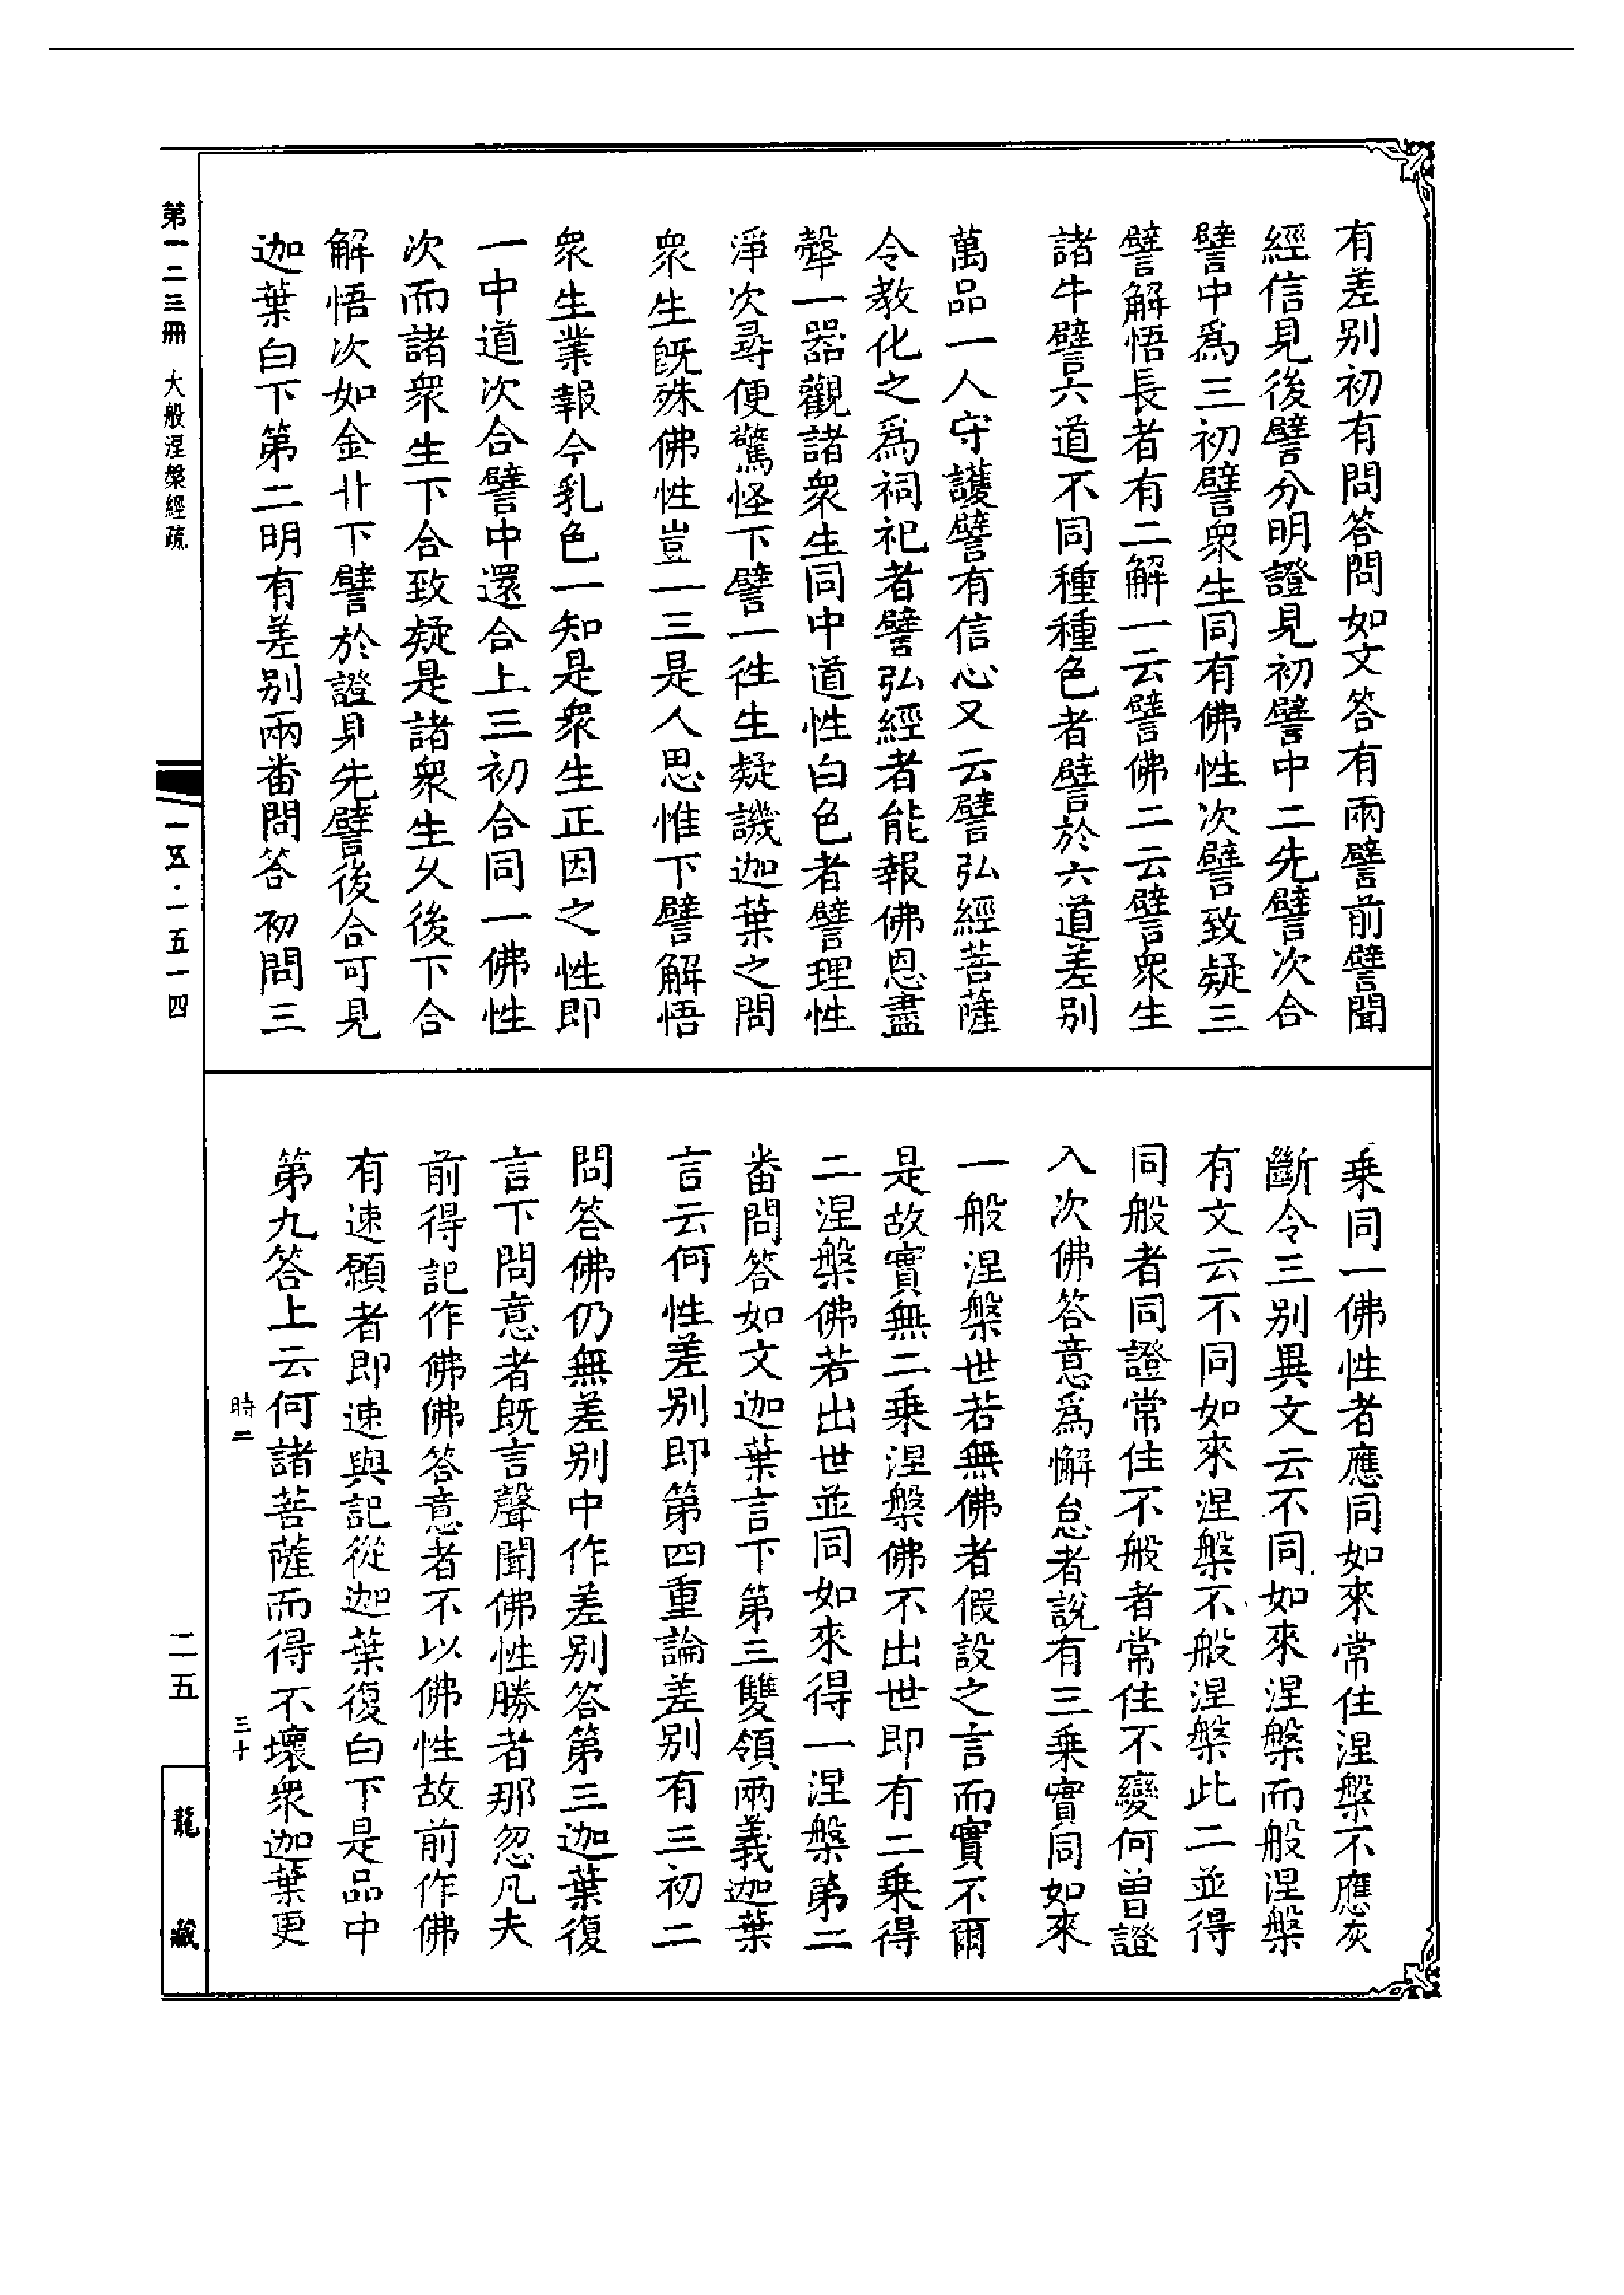 有差別初有問答問如文答有兩譬前譬聞
經信見後譬分明證見初譬中二先譬次合
譬中爲三初譬衆生同有佛性次譬致疑三
譬解悟長者有二解一云譬佛二云譬衆生
諸牛譬六道不同種種色者譬於六道差別
萬品一人守護譬有信心又云譬弘經菩薩
令教化之爲祠祀者譬弘經者能報佛恩盡
㲉一器觀諸衆生同中道性白色者譬理性
淨次尋便驚怪下譬一徃生疑譏迦葉之問
衆生旣殊佛性豈一三是人思惟下譬解悟
衆生業報今乳色一知是衆生正因之性即
一中道次合譬中還合上三初合同一佛性
次而諸衆生下合致疑是諸衆生久後下合
解悟次如金卝下譬於證見先譬後合可見
迦葉白下第二明有差別兩番問答初問三
乗同一佛性者應同如來常住涅槃不應灰
斷令三別異文云不同如來涅槃而般涅槃
有文云不同如來涅槃不般涅槃此二並得
同般者同證常住不般者常住不變何曽證
入次佛答意爲懈怠者說有三乗實同如來
一般涅槃世若無佛者假設之言而實不爾
是故實無二乗涅槃佛不出世即有二乗得
二涅槃佛若出世並同如來得一涅槃第二
番問答如文迦葉言下第三雙領兩義迦葉
言云何性差別即第四重論差別有三初二
問答佛仍無差別中作差別答第三迦葉復
言下問意者旣言聲聞佛性勝者那忽凡夫
前得記作佛佛答意者不以佛性故前作佛
有速願者即速與記從迦葉復白下是品中
第九答上云何諸菩薩而得不壞衆迦葉更
時二 三十
第一二三冊 大般涅槃經疏
一五五·一五一四
二五
龍藏